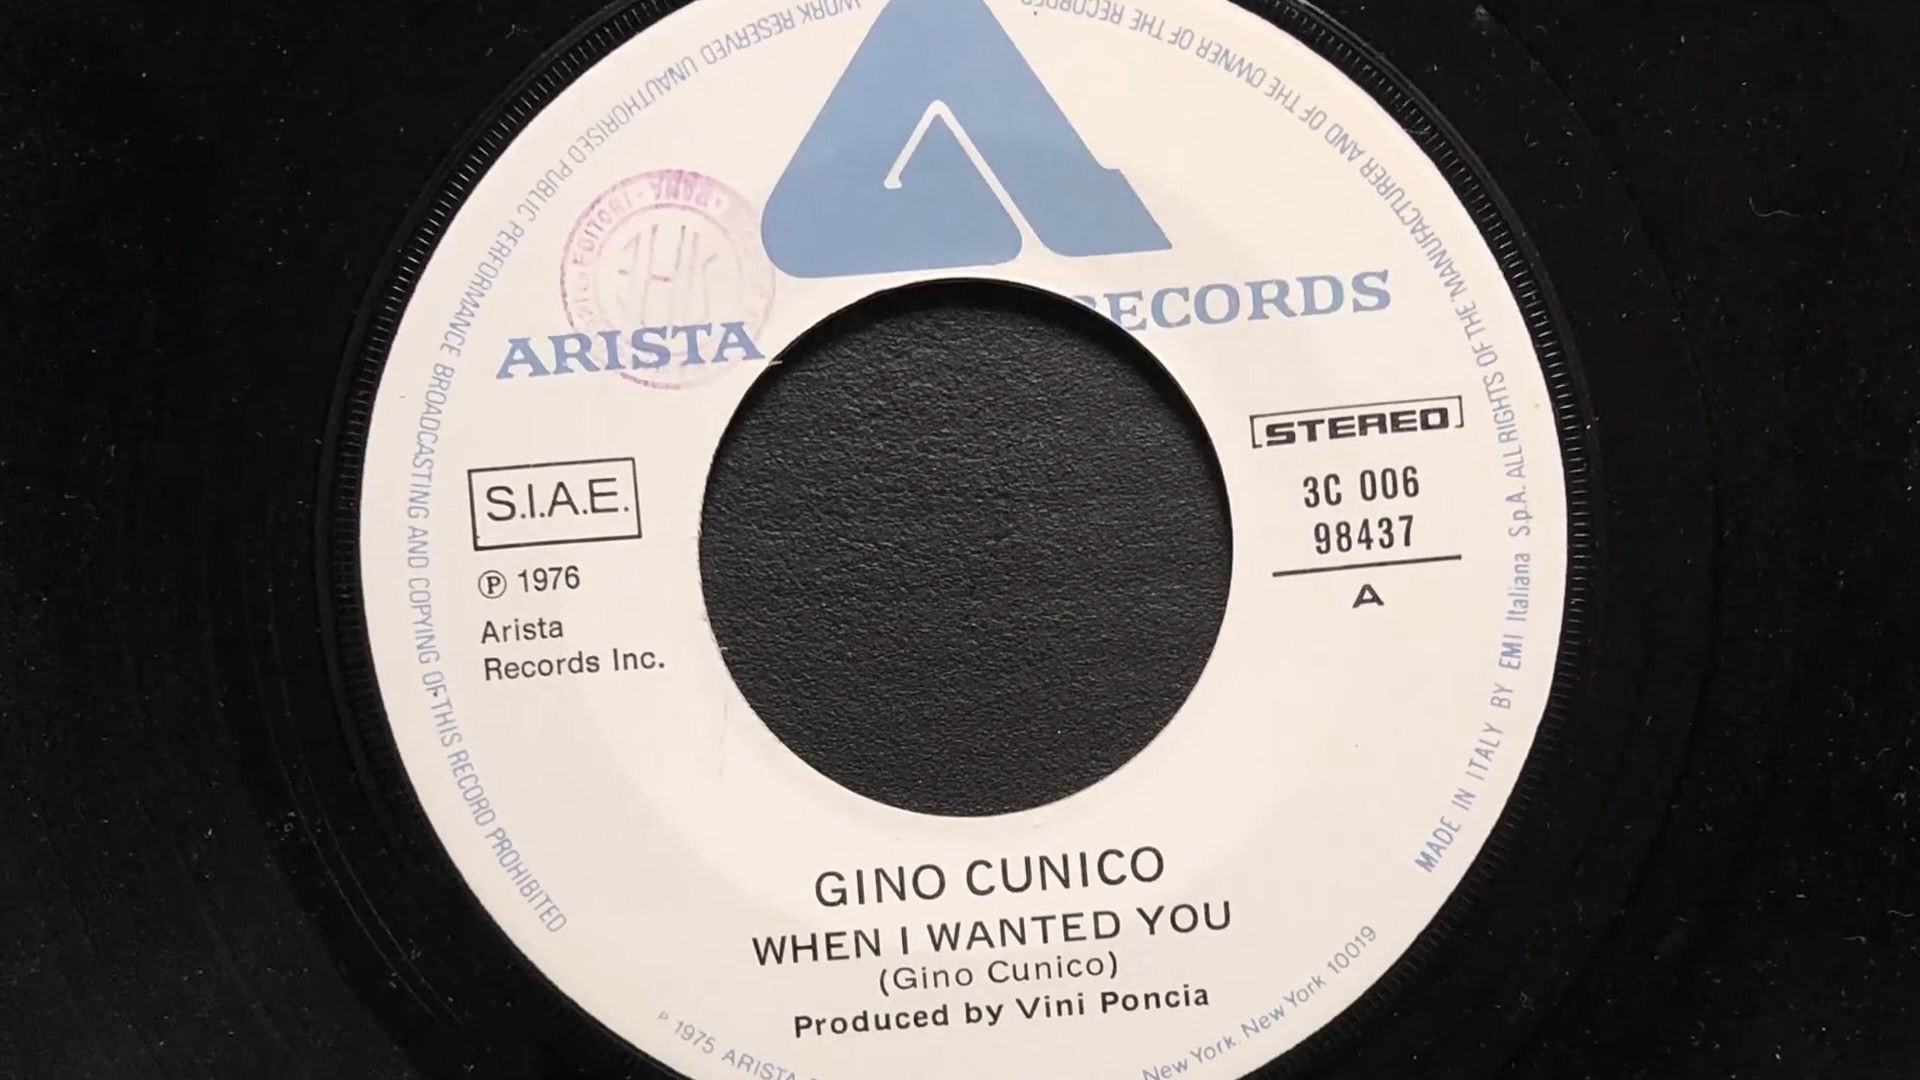 WORK RESERVED UNAUTHORISED PUBLIC PERFORMANCE BROADCASTING AND COPYING OF THIS RECORD PROHIBITED
OF THE MANUFACTURER AND OF THE OWNER OF THE RECORDED
EDITORI · ROMA ·
ARISTA RECORDS
STEREO
S.I.A.E.
3C 006
98437
A
℗ 1976
Arista
Records Inc.
MADE IN ITALY BY EMI Italiana S.p.A. ALL RIGHTS
GINO CUNICO
WHEN I WANTED YOU
(Gino Cunico)
Produced by Vini Poncia
P 1975 ARISTA
New York. New York 10019